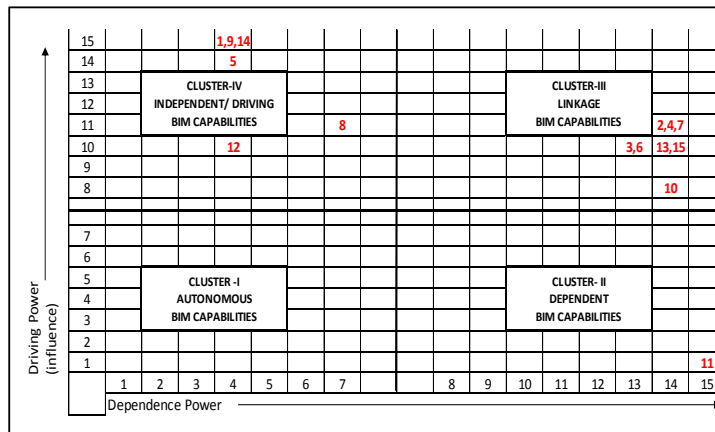 15 1,9,14
14 5
13 CLUSTER-IV CLUSTER-III
12 INDEPENDENT/ DRIVING LINKAGE
11 BIM CAPABILITIES 8 BIM CAPABILITIES 2,4,7
10 12 3,6 13,15
9
8 10
7
6
5 CLUSTER -I CLUSTER- II
4 AUTONOMOUS DEPENDENT
3 BIM CAPABILITIES BIM CAPABILITIES
2
1 11
1 2 3 4 5 6 7 8 9 10 11 12 13 14 15
Dependence Power
Driving Power
(influence)